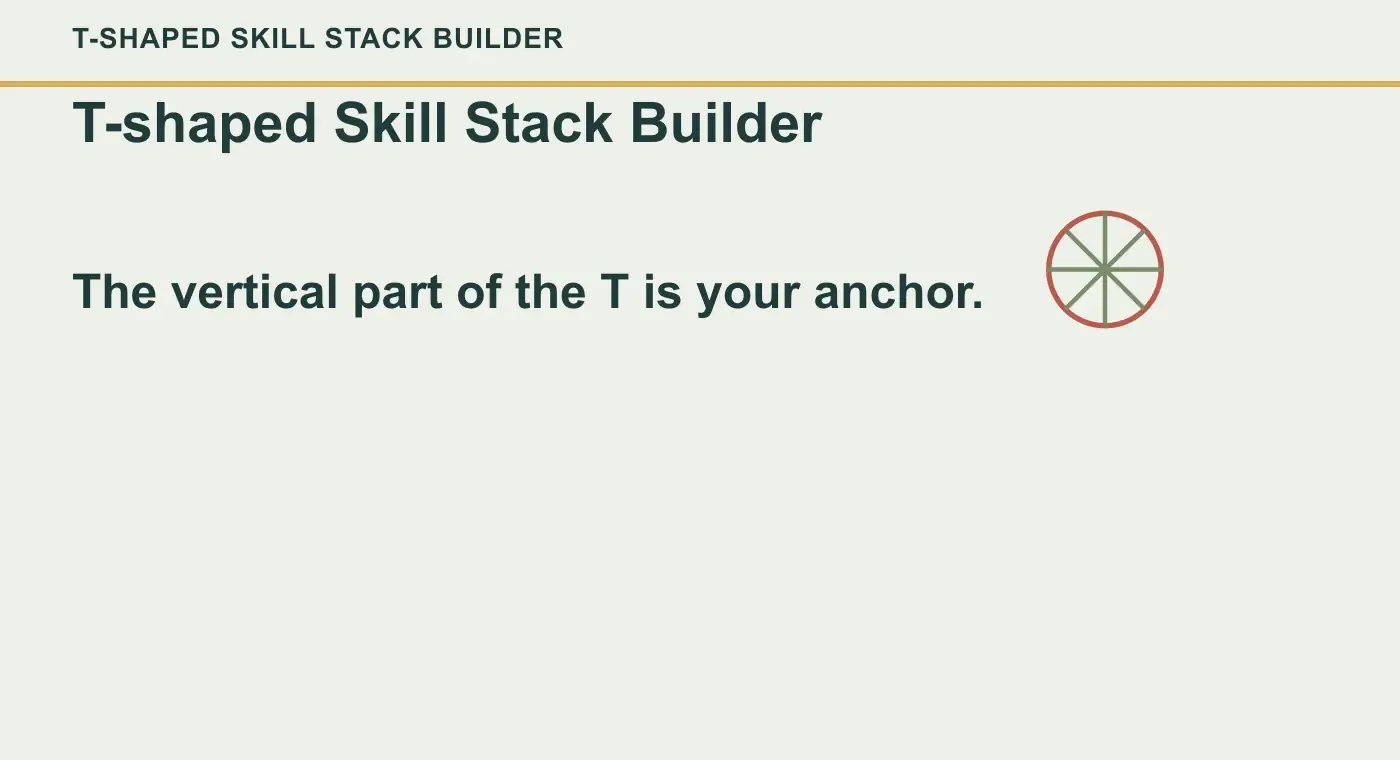 T-SHAPED SKILL STACK BUILDER
T-shaped Skill Stack Builder
The vertical part of the T is your anchor.